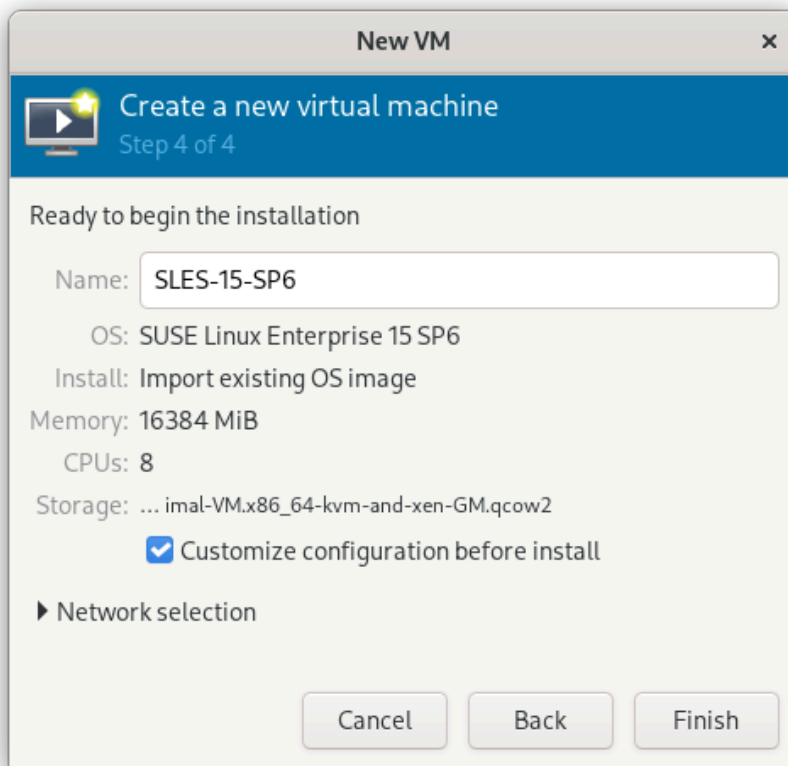 New VM
Create a new virtual machine
Step 4 of 4
Ready to begin the installation
Name: SLES-15-SP6
OS: SUSE Linux Enterprise 15 SP6
Install: Import existing OS image
Memory: 16384 MiB
CPUs: 8
Storage: ... imal-VM.x86_64-kvm-and-xen-GM.qcow2
Customize configuration before install
Network selection
Cancel Back Finish